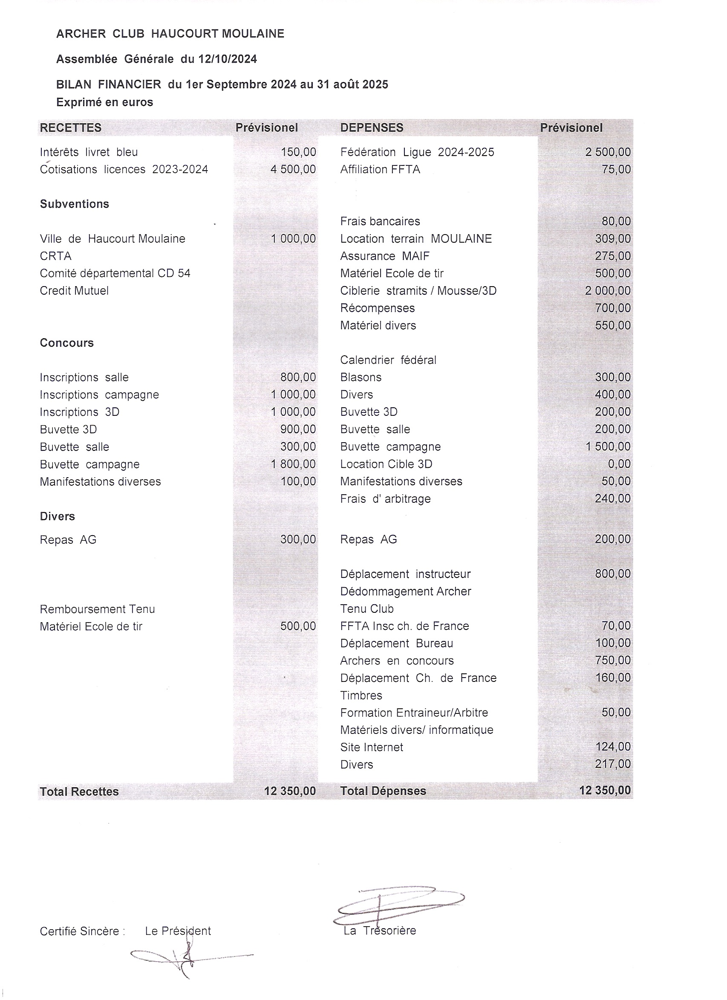 ARCHER CLUB HAUCOURT MOULAINE
Assemblée Générale du 12/10/2024
BILAN FINANCIER du 1er Septembre 2024 au 31 août 2025
Exprimé en euros
RECETTES Prévisionel DEPENSES Prévisionel
Intérêts livret bleu 150,00 Fédération Ligue 2024-2025 2 500,00
Cotisations licences 2023-2024 4 500,00 Affiliation FFTA 75,00
Subventions
Frais bancaires 80,00
Ville de Haucourt Moulaine 1 000,00 Location terrain MOULAINE 309,00
CRTA Assurance MAIF 275,00
Comité départemental CD 54 Matériel Ecole de tir 500,00
Credit Mutuel Ciblerie stramits / Mousse/3D 2 000,00
Récompenses 700,00
Matériel divers 550,00
Concours
Calendrier fédéral
Inscriptions salle 800,00 Blasons 300,00
Inscriptions campagne 1 000,00 Divers 400,00
Inscriptions 3D 1 000,00 Buvette 3D 200,00
Buvette 3D 900,00 Buvette salle 200,00
Buvette salle 300,00 Buvette campagne 1 500,00
Buvette campagne 1 800,00 Location Cible 3D 0,00
Manifestations diverses 100,00 Manifestations diverses 50,00
Frais d' arbitrage 240,00
Divers
Repas AG 300,00 Repas AG 200,00
Déplacement instructeur 800,00
Dédommagement Archer
Remboursement Tenu Tenu Club
Matériel Ecole de tir 500,00 FFTA Insc ch. de France 70,00
Déplacement Bureau 100,00
Archers en concours 750,00
Déplacement Ch. de France 160,00
Timbres
Formation Entraineur/Arbitre 50,00
Matériels divers/ informatique
Site Internet 124,00
Divers 217,00
Total Recettes 12 350,00 Total Dépenses 12 350,00
Certifié Sincère : Le Président La Trésorière